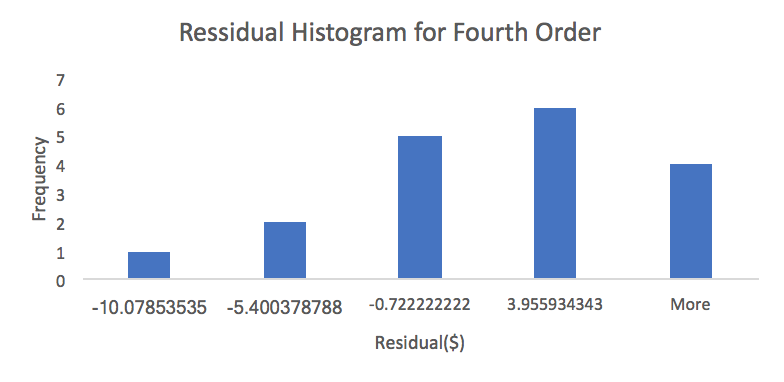 Ressidual Histogram for Fourth Order
7
6
5
4
3
2
1
0
Frequency
-10.07853535 -5.400378788 -0.722222222 3.955934343 More
Residual($)